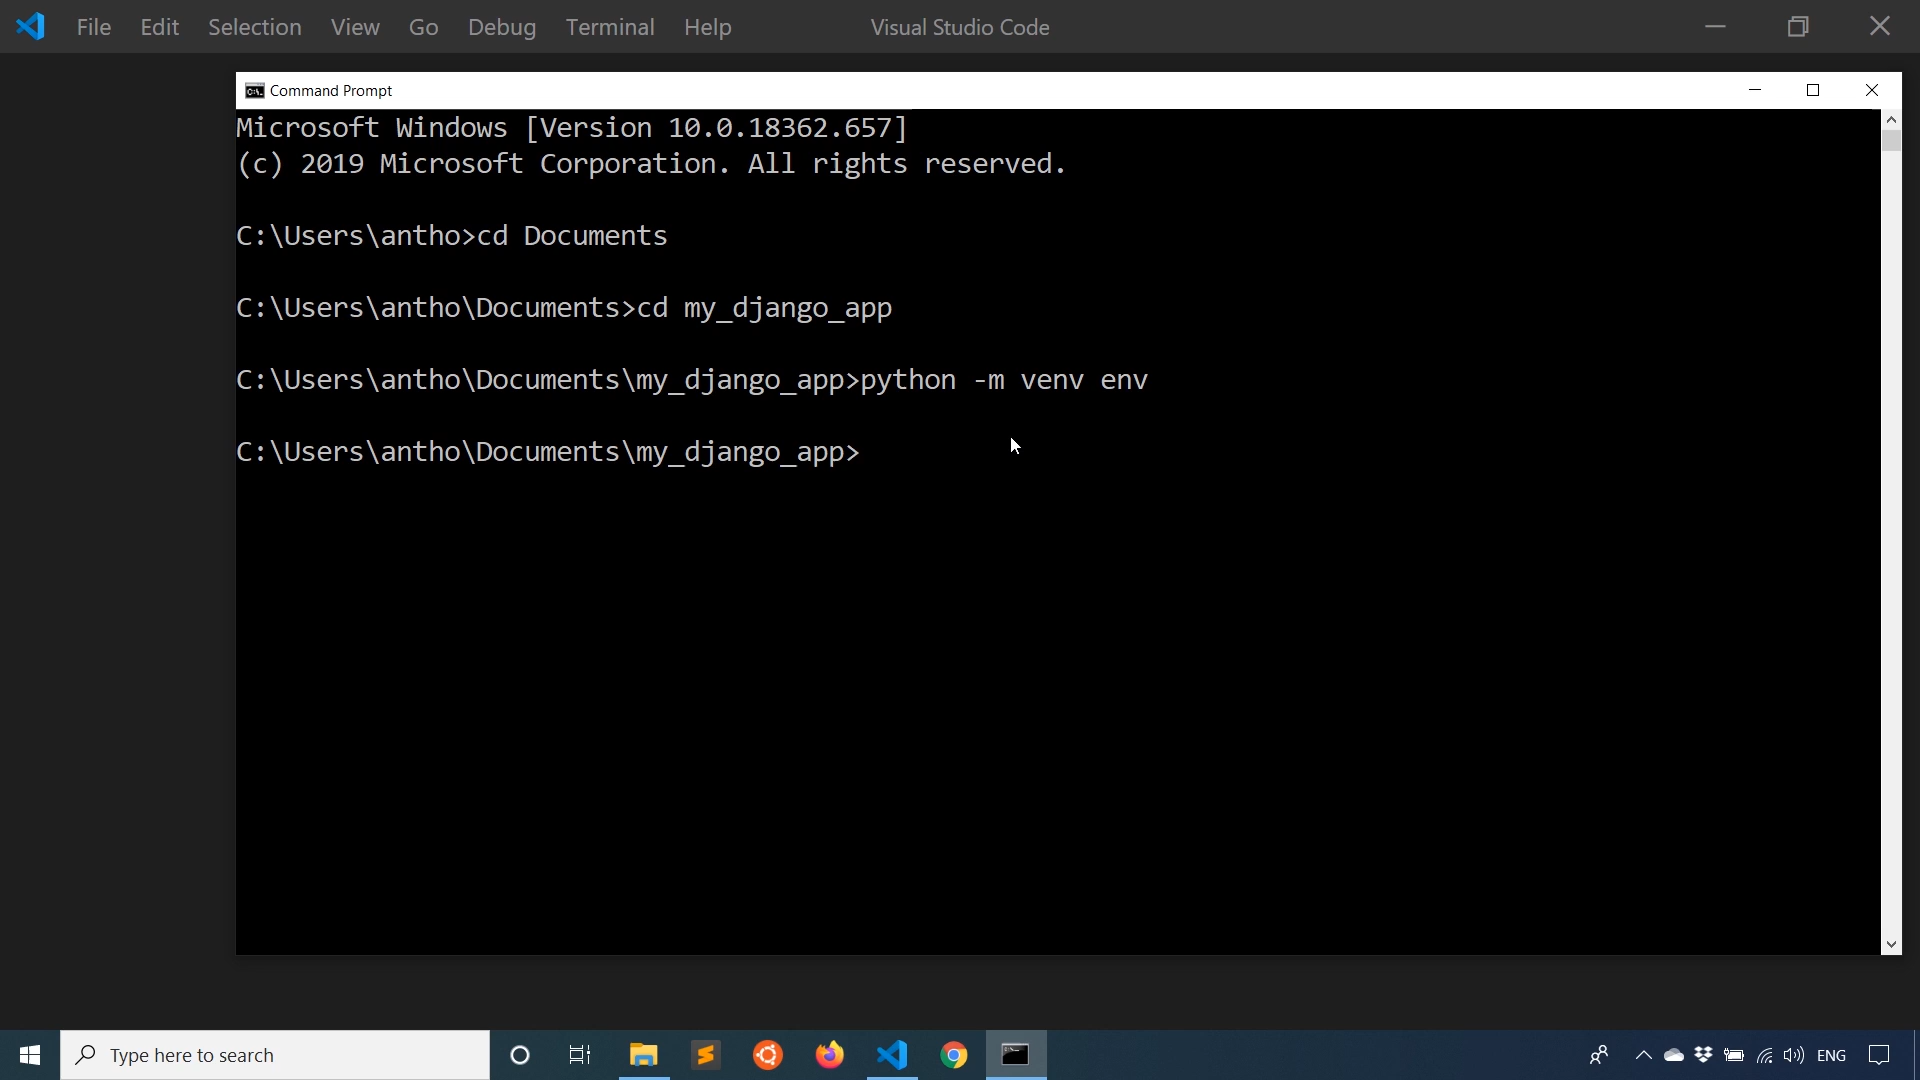 File Edit Selection View Go Debug Terminal Help Visual Studio Code
Command Prompt
Microsoft Windows [Version 10.0.18362.657]
(c) 2019 Microsoft Corporation. All rights reserved.
C:\Users\antho>cd Documents
C:\Users\antho\Documents>cd my_django_app
C:\Users\antho\Documents\my_django_app>python -m venv env
C:\Users\antho\Documents\my_django_app>
Type here to search
ENG